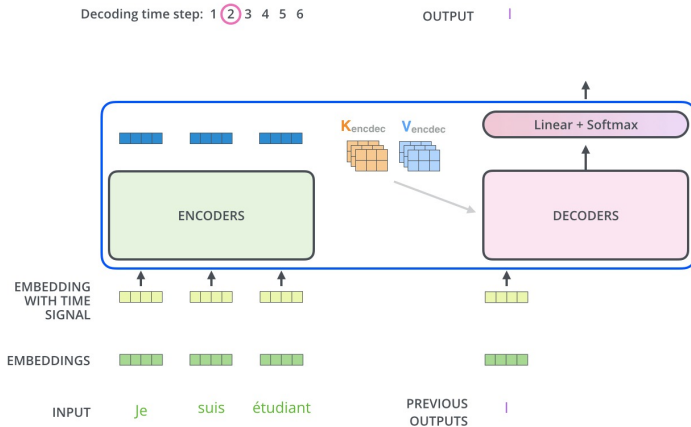 Decoding time step: 1 2 3 4 5 6
OUTPUT I
Kencdec Vencdec
Linear + Softmax
ENCODERS
DECODERS
EMBEDDING
WITH TIME
SIGNAL
EMBEDDINGS
INPUT Je suis étudiant
PREVIOUS
OUTPUTS
I